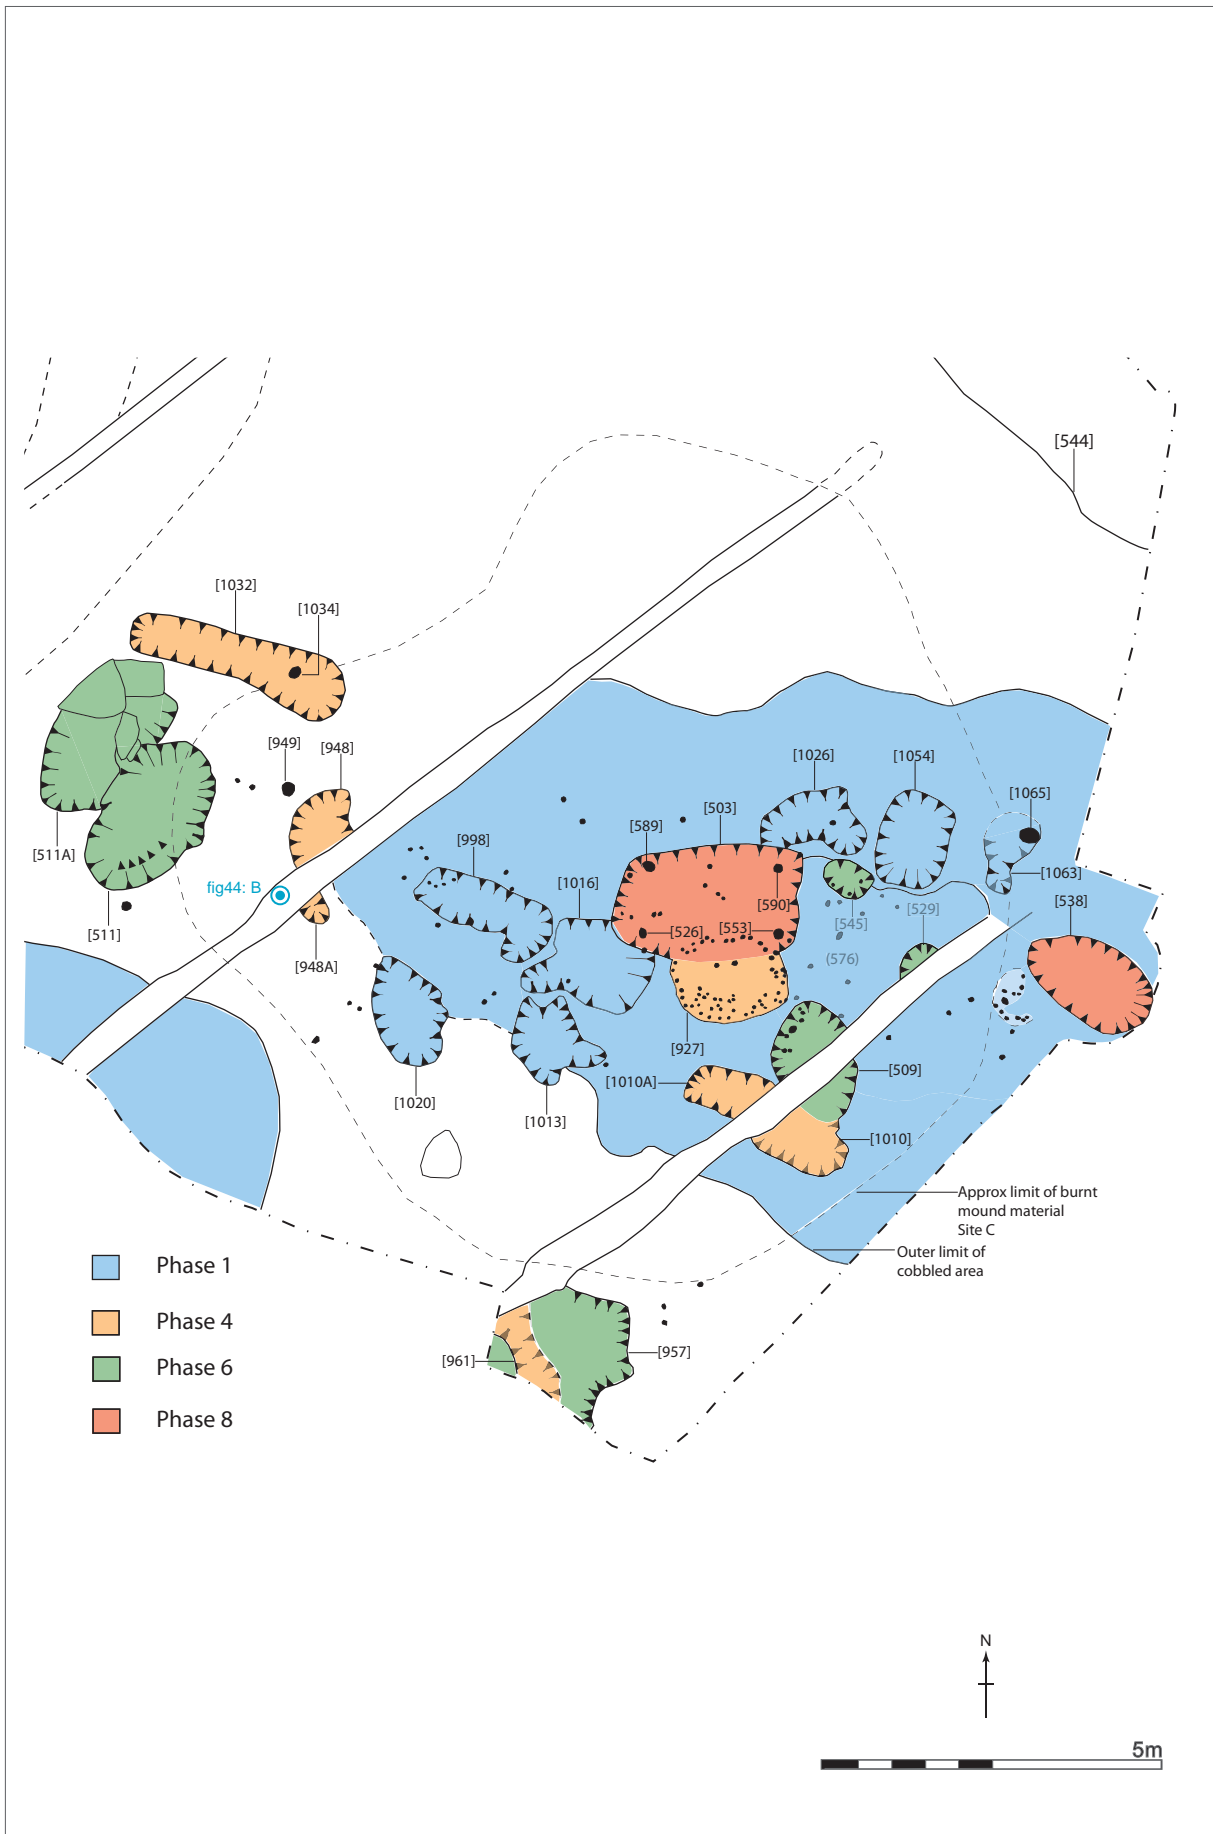 [544]
[1032]
[1034]
[949]
[948]
[1026]
[1054]
[1065]
[589]
[503]
[998]
[511A]
[1016]
[1063]
fig44: B
[590]
[529]
[538]
[511]
[545]
[526]
[553]
[948A]
(576)
[927]
[509]
[1010A]
[1020]
[1013]
[1010]
Approx limit of burnt
mound material
Site C
Outer limit of
cobbled area
Phase 1
Phase 4
[961]
[957]
Phase 6
Phase 8
N
5m